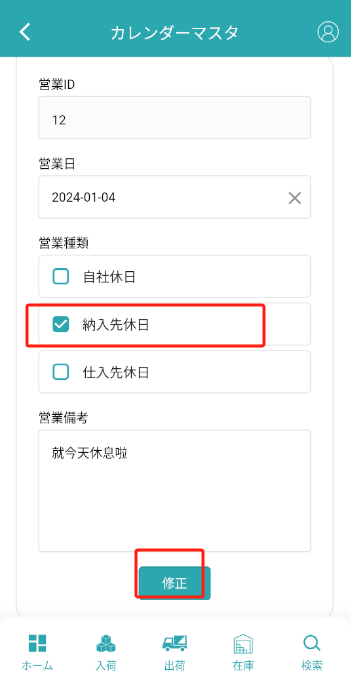 カレンダーマスタ
営業ID
12
営業日
2024-01-04
営業種類
自社休日
納入先休日
仕入先休日
営業備考
就今天休息啦
修正
ホーム 入荷 出荷 在庫 検索